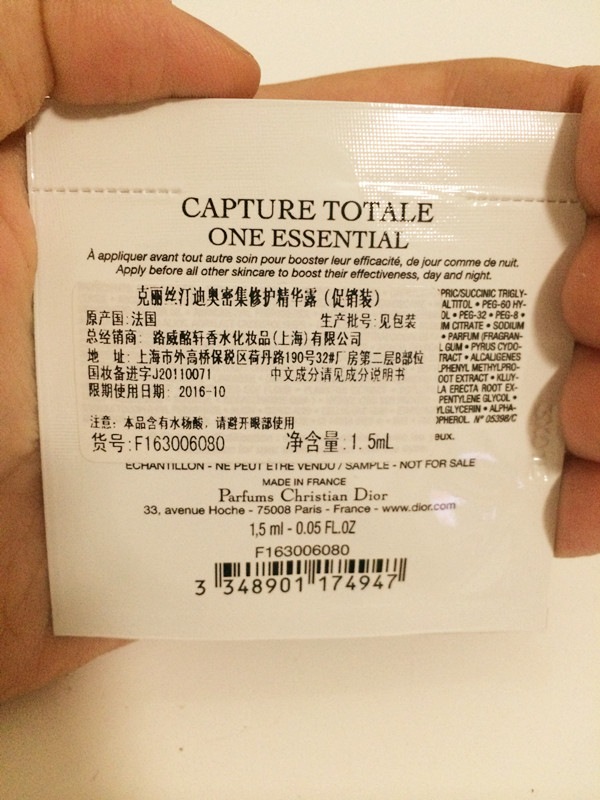 CAPTURE TOTALE
ONE ESSENTIAL
À appliquer avant tout autre soin pour booster leur efficacité, de jour comme de nuit.
Apply before all other skincare to boost their effectiveness, day and night.
克丽丝汀迪奥密集修护精华露（促销装）
原产国:法国 生产批号:见包装
总经销商: 路威酩轩香水化妆品(上海)有限公司
地 址: 上海市外高桥保税区荷丹路190号32#厂房第二层B部位
国妆备进字J20110071 中文成分请见成分说明书
限期使用日期: 2016-10
注意: 本品含有水杨酸, 请避开眼部使用
货号:F163006080 净含量:1.5mL
PRIC/SUCCINIC TRIGLY-
ALTITOL • PEG-60 HY-
OL • PEG-32 • PEG-8 •
IM CITRATE • SODIUM
• PARFUM (FRAGRAN-
L GUM • PYRUS CYDO-
TRACT • ALCALIGENES
PHENYL METHYLPRO-
OOT EXTRACT • KLUY-
LA ERECTA ROOT EX-
PENTYLENE GLYCOL •
YLGLYCERIN • ALPHA-
PHEROL. N° 05398/C
eux.
ECHANTILLON - NE PEUT ETRE VENDU / SAMPLE - NOT FOR SALE
MADE IN FRANCE
Parfums Christian Dior
33, avenue Hoche - 75008 Paris - France - www.dior.com
1,5 ml - 0.05 FL.OZ
F163006080
3 348901 174947